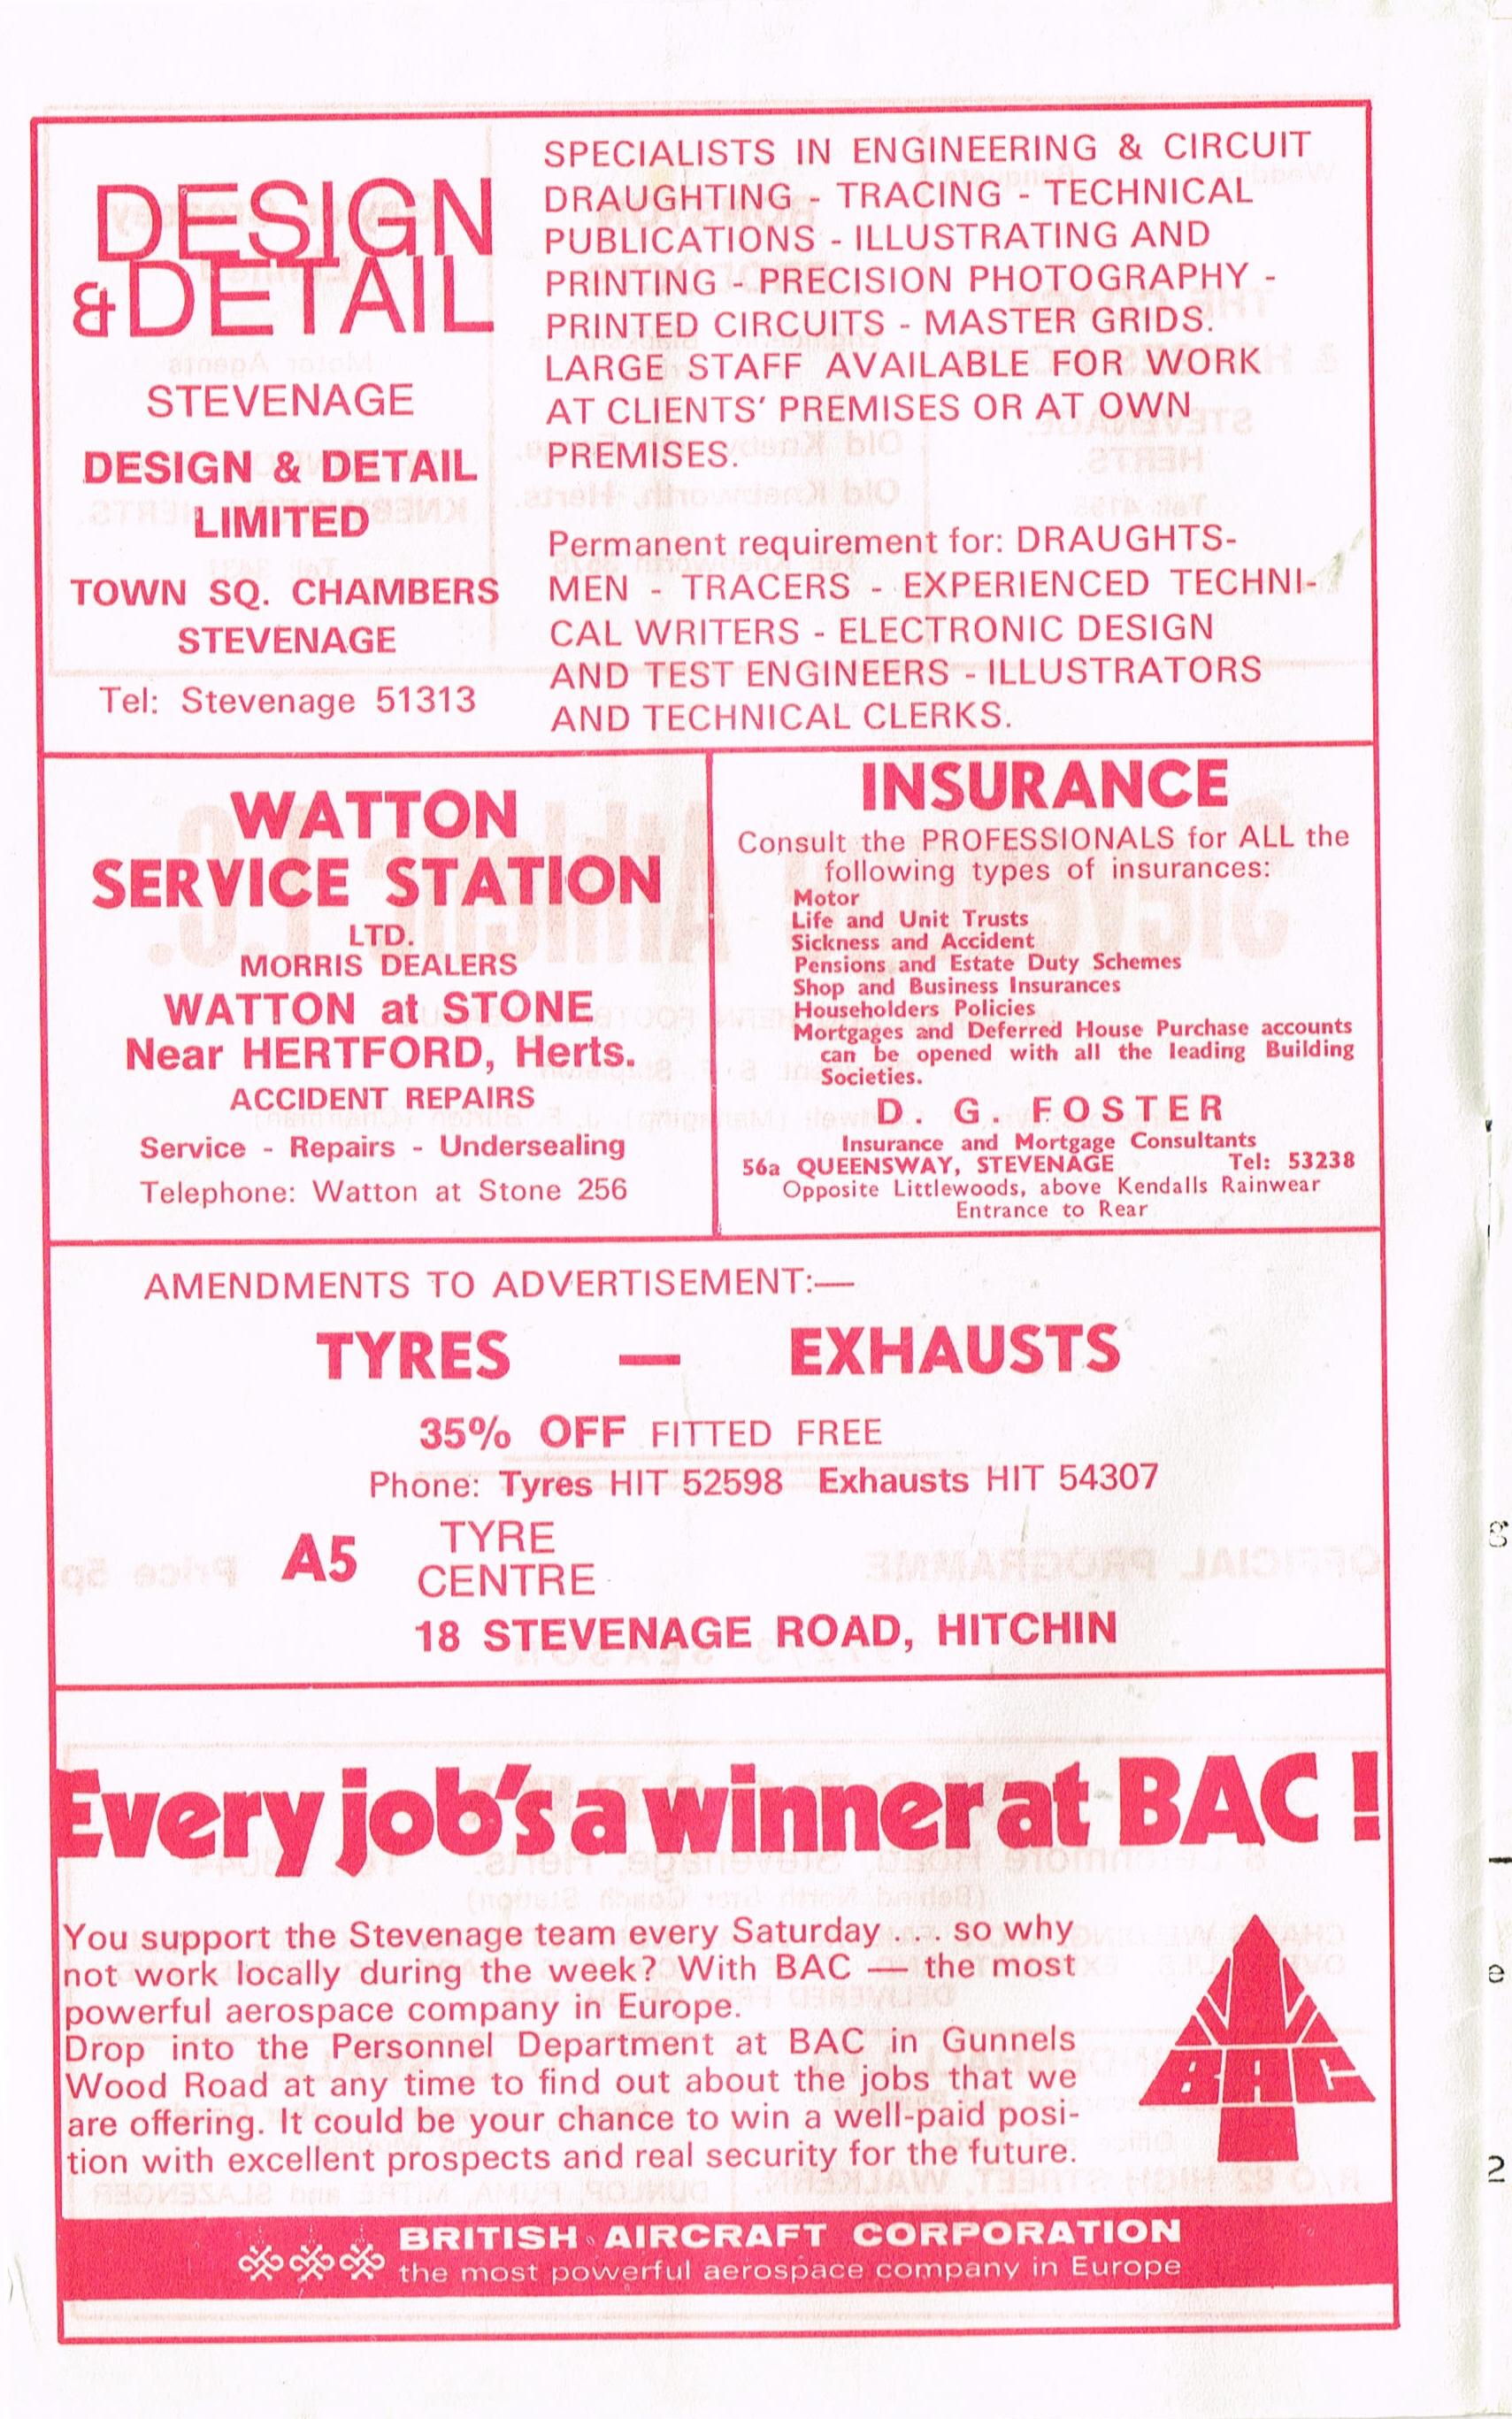 DESIGN
& DETAIL
STEVENAGE
DESIGN & DETAIL
LIMITED
TOWN SQ. CHAMBERS
STEVENAGE
Tel: Stevenage 51313
SPECIALISTS IN ENGINEERING & CIRCUIT
DRAUGHTING - TRACING - TECHNICAL
PUBLICATIONS - ILLUSTRATING AND
PRINTING - PRECISION PHOTOGRAPHY -
PRINTED CIRCUITS - MASTER GRIDS.
LARGE STAFF AVAILABLE FOR WORK
AT CLIENTS' PREMISES OR AT OWN
PREMISES.
Permanent requirement for: DRAUGHTS-
MEN - TRACERS - EXPERIENCED TECHNI-
CAL WRITERS - ELECTRONIC DESIGN
AND TEST ENGINEERS - ILLUSTRATORS
AND TECHNICAL CLERKS.
WATTON
SERVICE STATION
LTD.
MORRIS DEALERS
WATTON at STONE
Near HERTFORD, Herts.
ACCIDENT REPAIRS
Service - Repairs - Undersealing
Telephone: Watton at Stone 256
INSURANCE
Consult the PROFESSIONALS for ALL the
following types of insurances:
Motor
Life and Unit Trusts
Sickness and Accident
Pensions and Estate Duty Schemes
Shop and Business Insurances
Householders Policies
Mortgages and Deferred House Purchase accounts
can be opened with all the leading Building
Societies.
D. G. FOSTER
Insurance and Mortgage Consultants
56a QUEENSWAY, STEVENAGE Tel: 53238
Opposite Littlewoods, above Kendalls Rainwear
Entrance to Rear
AMENDMENTS TO ADVERTISEMENT:—
TYRES — EXHAUSTS
35% OFF FITTED FREE
Phone: Tyres HIT 52598 Exhausts HIT 54307
A5 TYRE
CENTRE
18 STEVENAGE ROAD, HITCHIN
Every job's a winner at BAC!
You support the Stevenage team every Saturday . . . so why
not work locally during the week? With BAC — the most
powerful aerospace company in Europe.
Drop into the Personnel Department at BAC in Gunnels
Wood Road at any time to find out about the jobs that we
are offering. It could be your chance to win a well-paid posi-
tion with excellent prospects and real security for the future.
BAC
BRITISH AIRCRAFT CORPORATION
the most powerful aerospace company in Europe